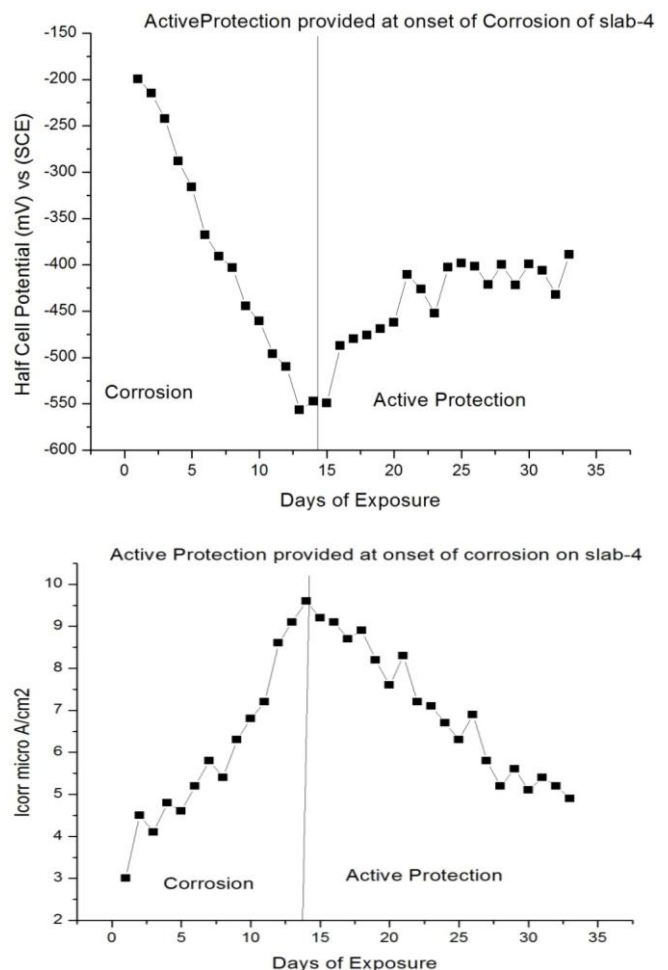 ActiveProtection provided at onset of Corrosion of slab-4
-150
-200
-250
-300
-350
-400
-450
-500
-550
-600
Half Cell Potential (mV) vs (SCE)
Corrosion
Active Protection
0 5 10 15 20 25 30 35
Days of Exposure
Active Protection provided at onset of corrosion on slab-4
10
9
8
7
6
5
4
3
2
Icorr micro A/cm2
Corrosion
Active Protection
0 5 10 15 20 25 30 35
Days of Exposure